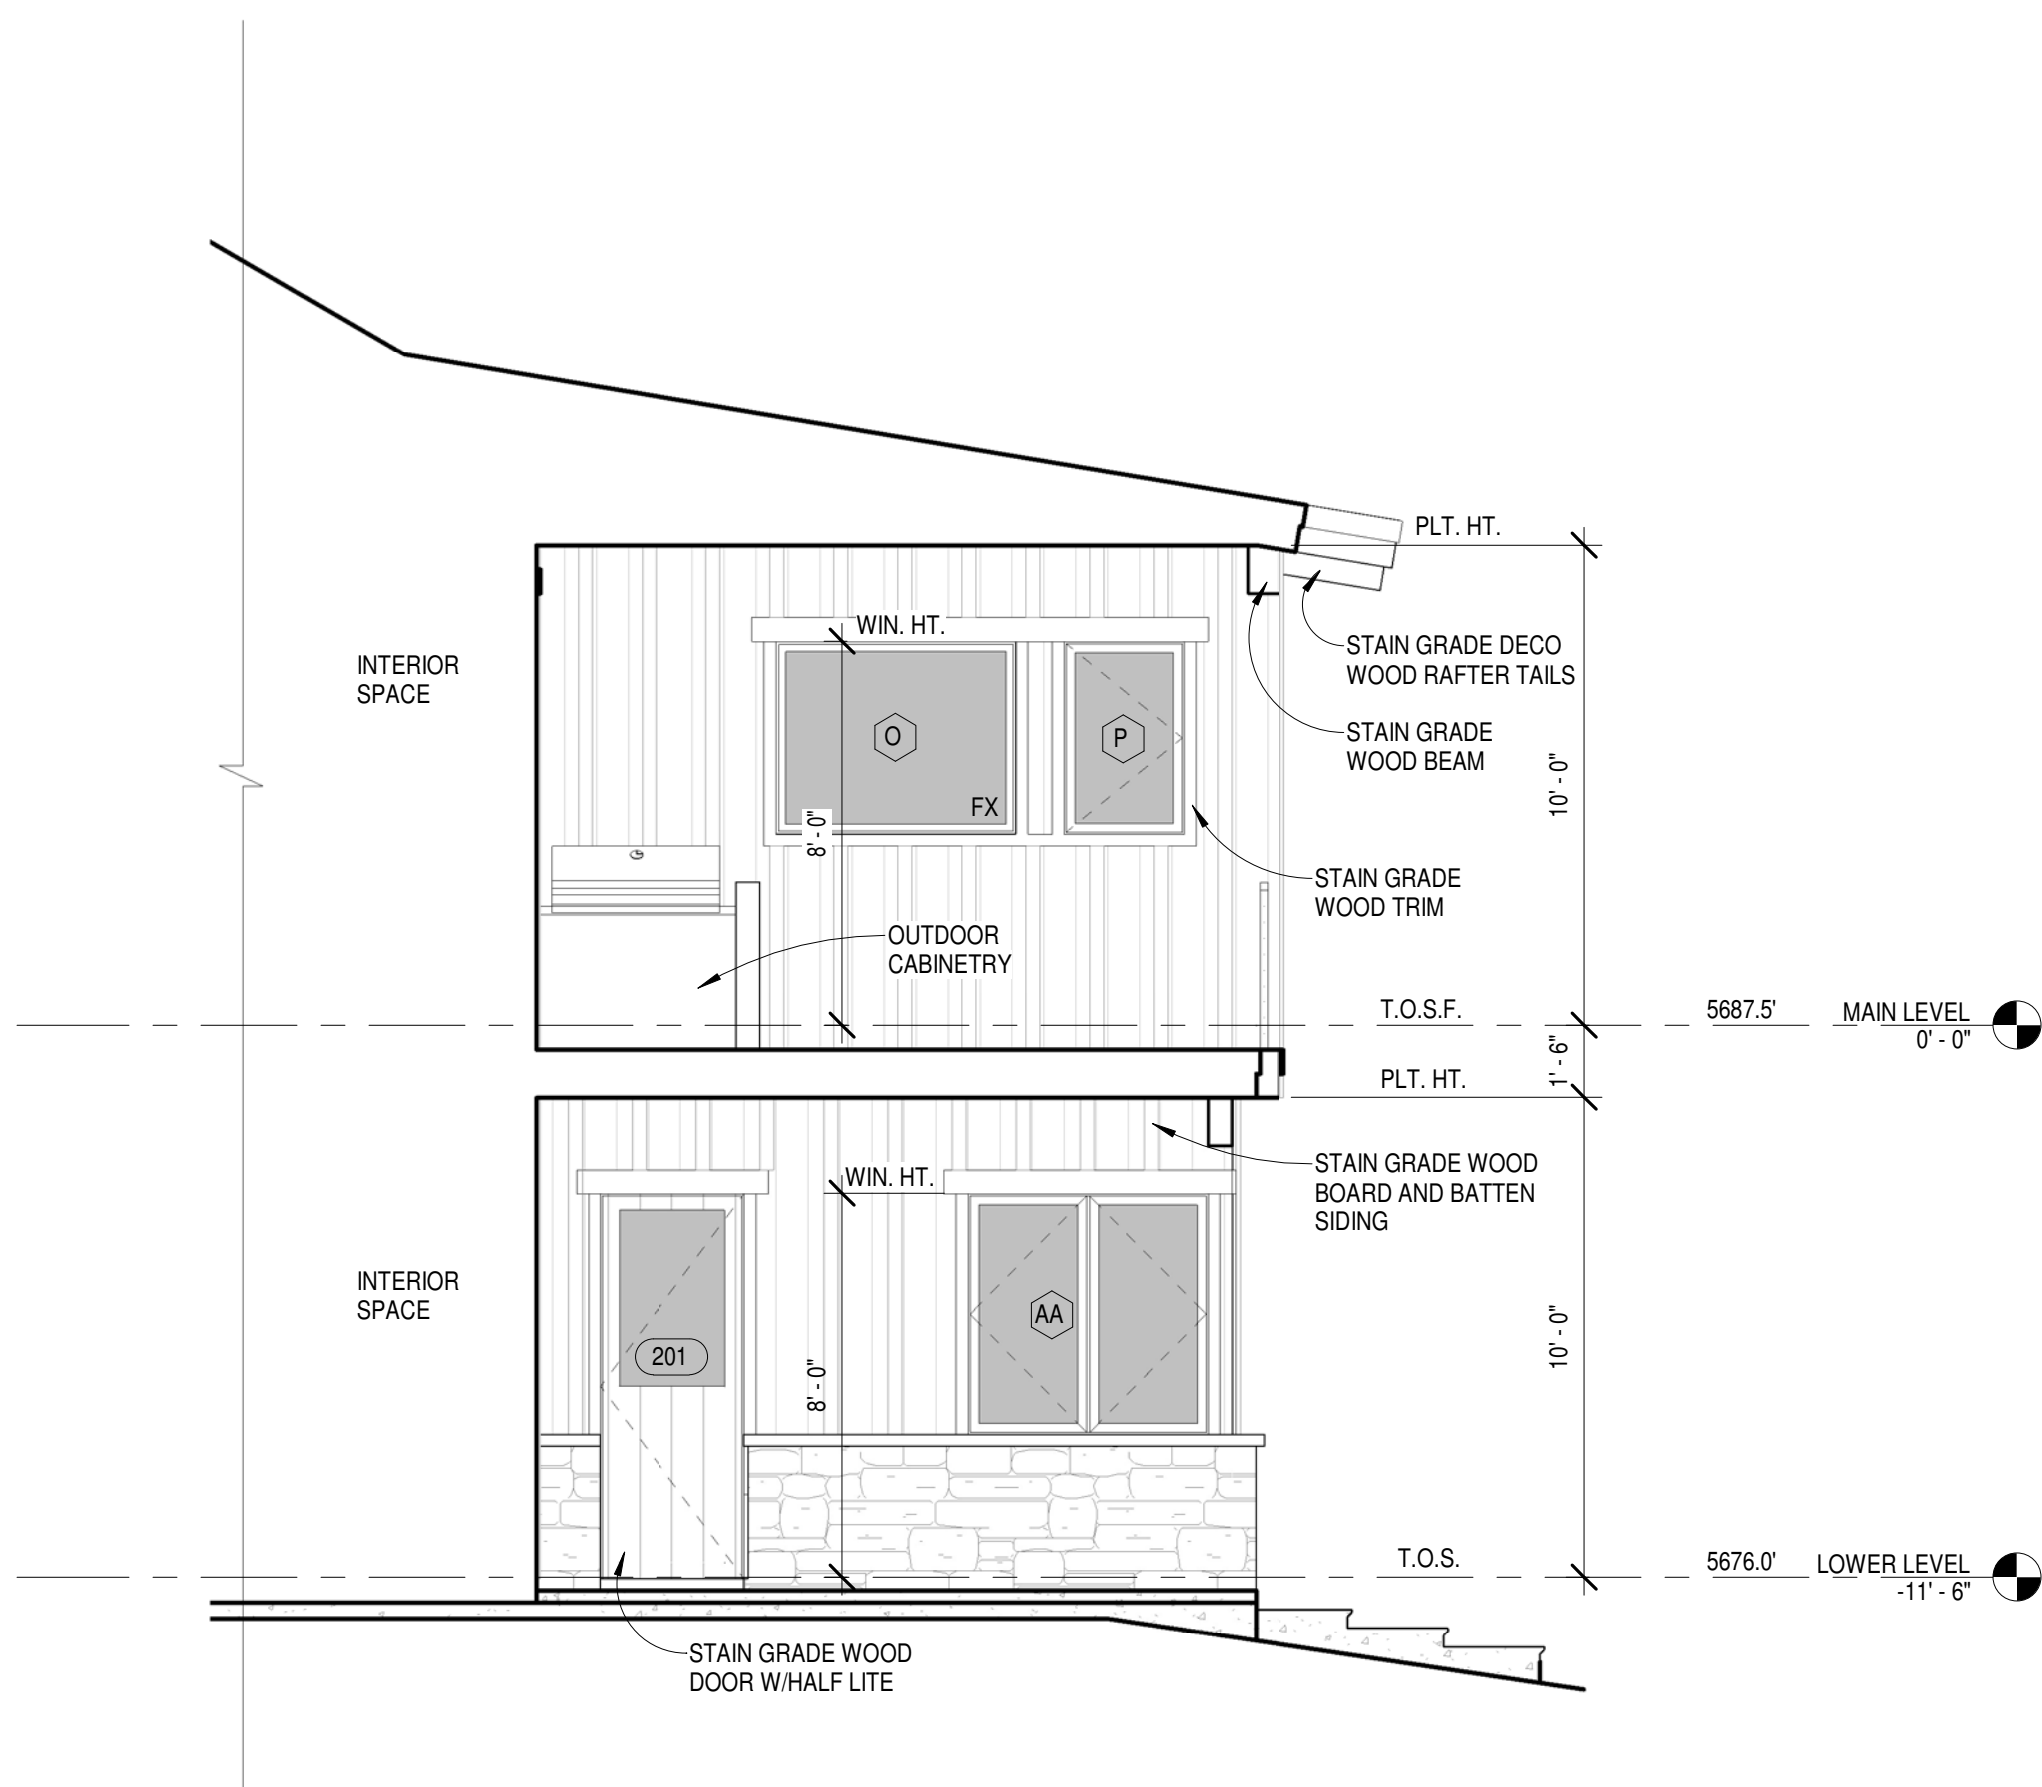 PLT. HT.
WIN. HT.
STAIN GRADE DECO
WOOD RAFTER TAILS
INTERIOR
SPACE
O
P
STAIN GRADE
WOOD BEAM
10' - 0"
FX
8' - 0"
STAIN GRADE
WOOD TRIM
OUTDOOR
CABINETRY
T.O.S.F.
5687.5'
MAIN LEVEL
0' - 0"
1' - 6"
PLT. HT.
STAIN GRADE WOOD
BOARD AND BATTEN
SIDING
WIN. HT.
INTERIOR
SPACE
AA
201
10' - 0"
8' - 0"
T.O.S.
5676.0'
LOWER LEVEL
-11' - 6"
STAIN GRADE WOOD
DOOR W/HALF LITE